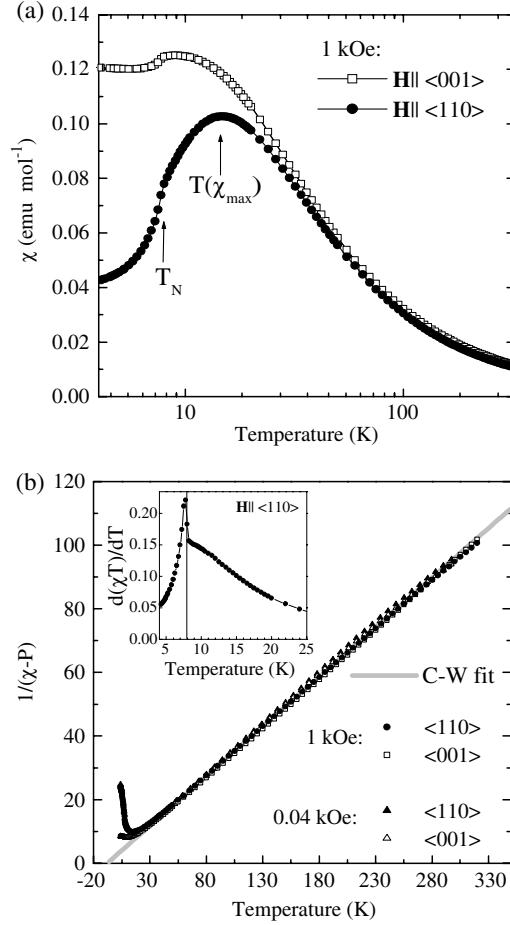 (a)
0.14
0.12
0.10
0.08
0.06
0.04
0.02
0.00
χ (emu mol⁻¹)
1 kOe:
H|| <001>
H|| <110>
T(χmax)
TN
10
100
Temperature (K)
(b)
120
100
80
60
40
20
0
1/(χ-P)
0.20
0.15
0.10
0.05
0.00
d(χT)/dT
H|| <110>
4 5 10 15 20 25
Temperature (K)
C-W fit
1 kOe:
<110>
<001>
0.04 kOe:
<110>
<001>
-20 30 80 130 180 230 280 330
Temperature (K)